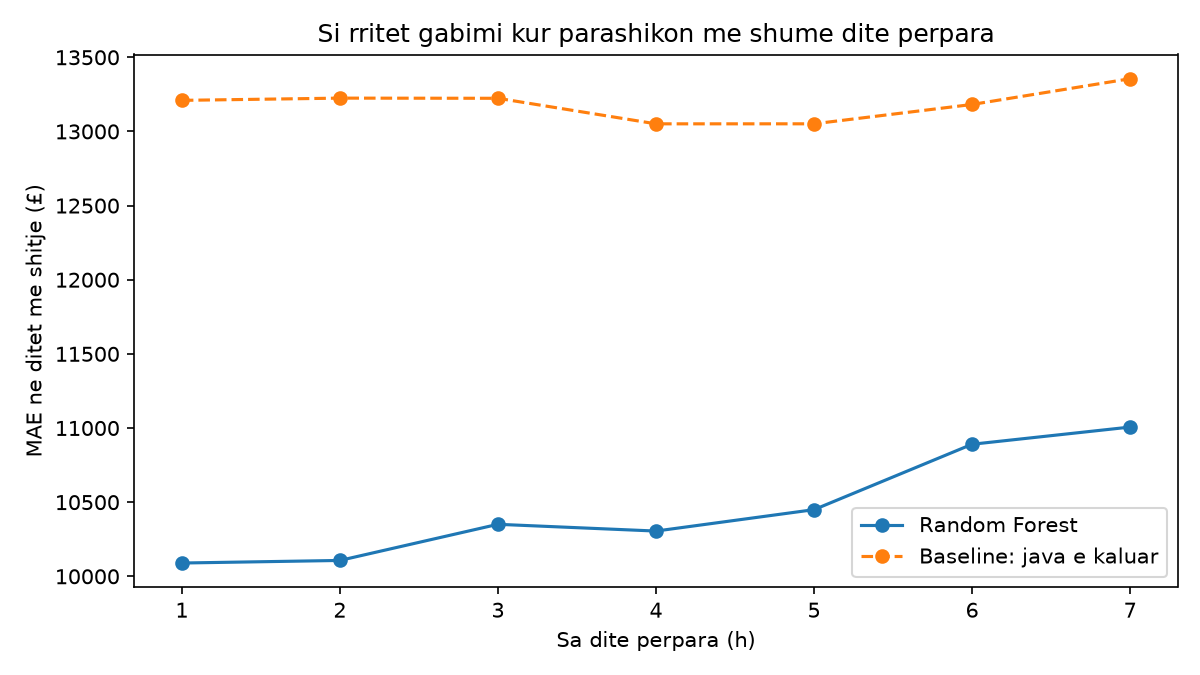 Si rritet gabimi kur parashikon me shume dite perpara
MAE ne ditet me shitje (£)
13500
13000
12500
12000
11500
11000
10500
10000
1 2 3 4 5 6 7
Sa dite perpara (h)
Random Forest
Baseline: java e kaluar